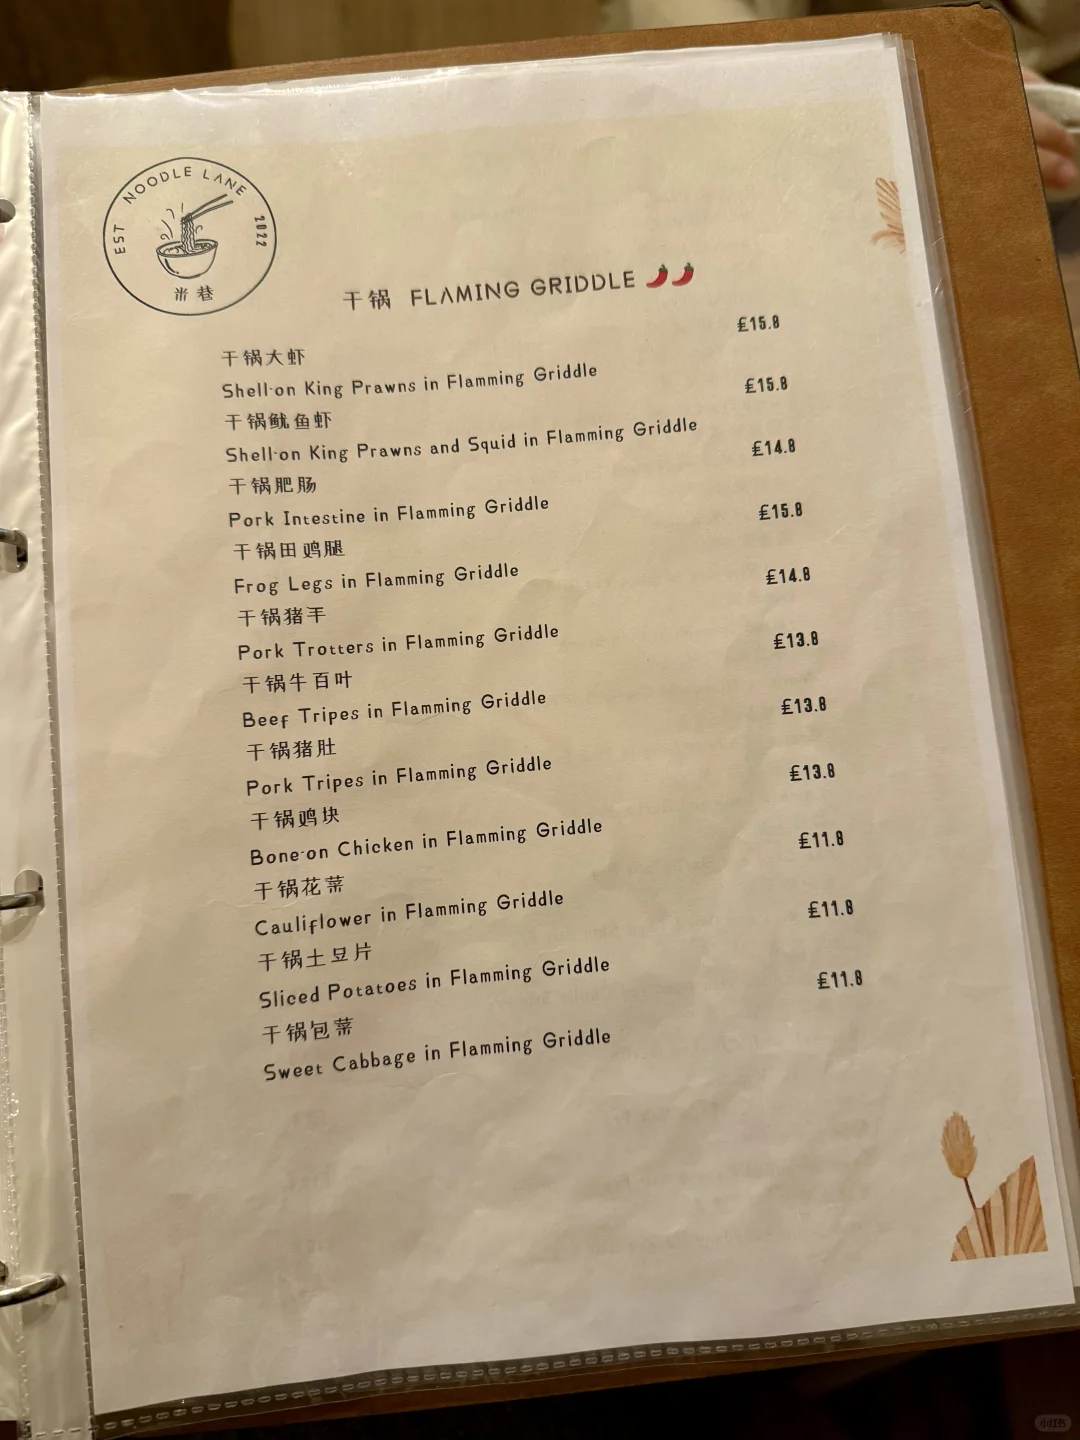 NOODLE LANE
EST 2022
米巷
干锅 FLAMING GRIDDLE
£15.8
干锅大虾
Shell-on King Prawns in Flamming Griddle
£15.8
干锅鱿鱼虾
Shell-on King Prawns and Squid in Flamming Griddle
£14.8
干锅肥肠
Pork Intestine in Flamming Griddle
£15.8
干锅田鸡腿
Frog Legs in Flamming Griddle
£14.8
干锅猪手
Pork Trotters in Flamming Griddle
£13.8
干锅牛百叶
Beef Tripes in Flamming Griddle
£13.8
干锅猪肚
Pork Tripes in Flamming Griddle
£13.8
干锅鸡块
Bone-on Chicken in Flamming Griddle
£11.8
干锅花菜
Cauliflower in Flamming Griddle
£11.8
干锅土豆片
Sliced Potatoes in Flamming Griddle
£11.8
干锅包菜
Sweet Cabbage in Flamming Griddle
小红书